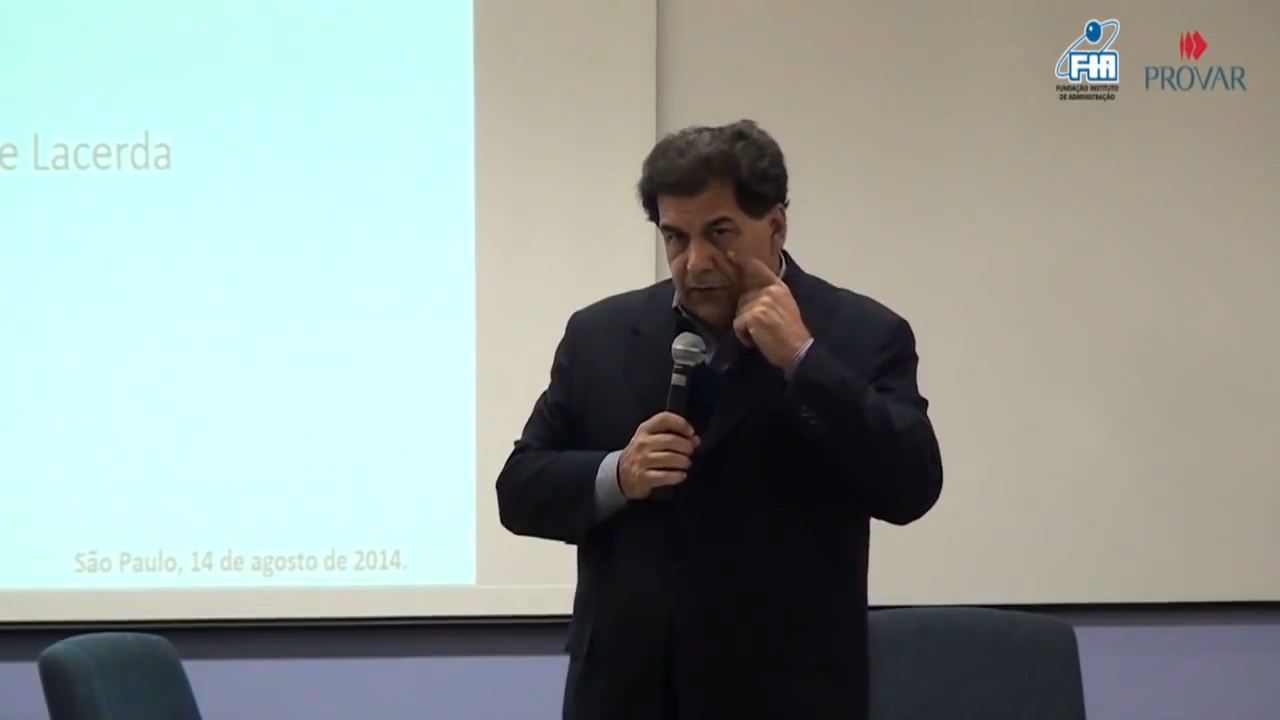 FIA
FUNDAÇÃO INSTITUTO
DE ADMINISTRAÇÃO
PROVAR
e Lacerda
São Paulo, 14 de agosto de 2014.